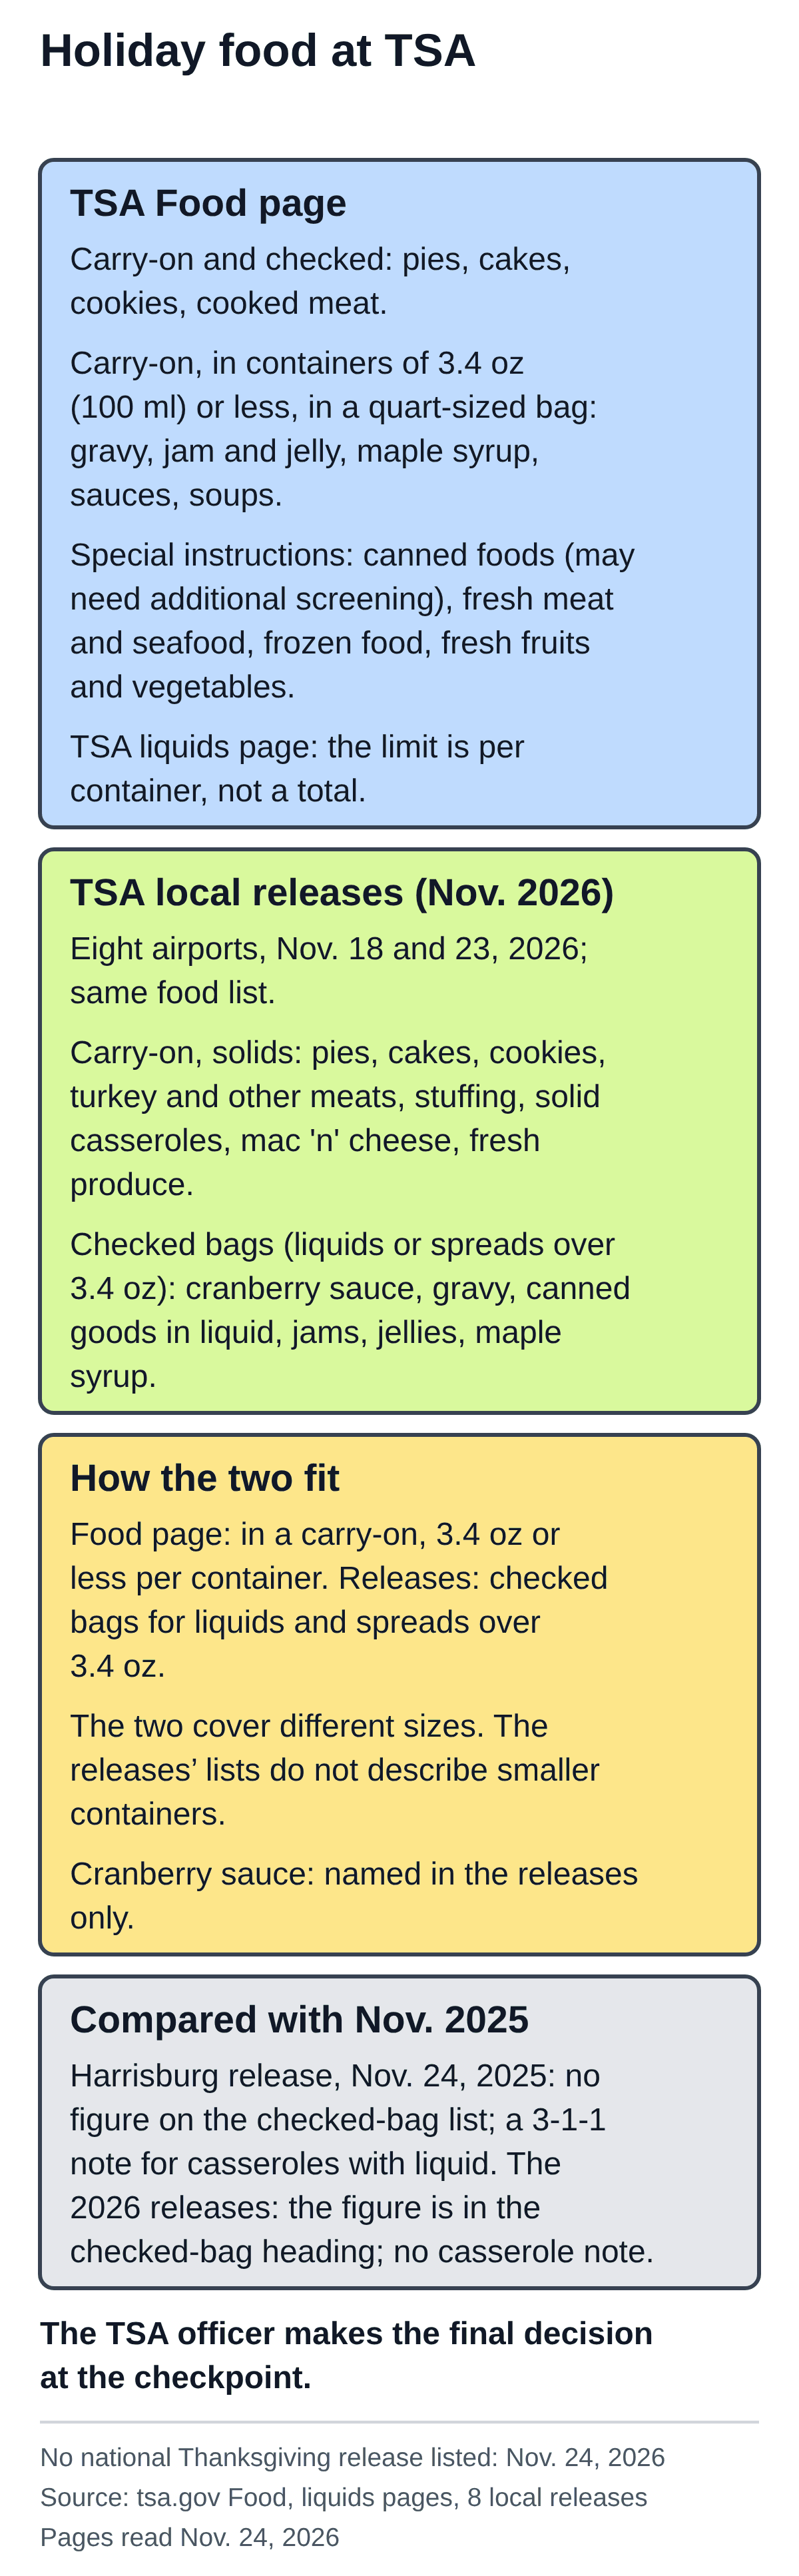 Holiday food at TSA
TSA Food page
Carry-on and checked: pies, cakes,
cookies, cooked meat.
Carry-on, in containers of 3.4 oz
(100 ml) or less, in a quart-sized bag:
gravy, jam and jelly, maple syrup,
sauces, soups.
Special instructions: canned foods (may
need additional screening), fresh meat
and seafood, frozen food, fresh fruits
and vegetables.
TSA liquids page: the limit is per
container, not a total.
TSA local releases (Nov. 2026)
Eight airports, Nov. 18 and 23, 2026;
same food list.
Carry-on, solids: pies, cakes, cookies,
turkey and other meats, stuffing, solid
casseroles, mac 'n' cheese, fresh
produce.
Checked bags (liquids or spreads over
3.4 oz): cranberry sauce, gravy, canned
goods in liquid, jams, jellies, maple
syrup.
How the two fit
Food page: in a carry-on, 3.4 oz or
less per container. Releases: checked
bags for liquids and spreads over
3.4 oz.
The two cover different sizes. The
releases’ lists do not describe smaller
containers.
Cranberry sauce: named in the releases
only.
Compared with Nov. 2025
Harrisburg release, Nov. 24, 2025: no
figure on the checked-bag list; a 3-1-1
note for casseroles with liquid. The
2026 releases: the figure is in the
checked-bag heading; no casserole note.
The TSA officer makes the final decision
at the checkpoint.
No national Thanksgiving release listed: Nov. 24, 2026
Source: tsa.gov Food, liquids pages, 8 local releases
Pages read Nov. 24, 2026